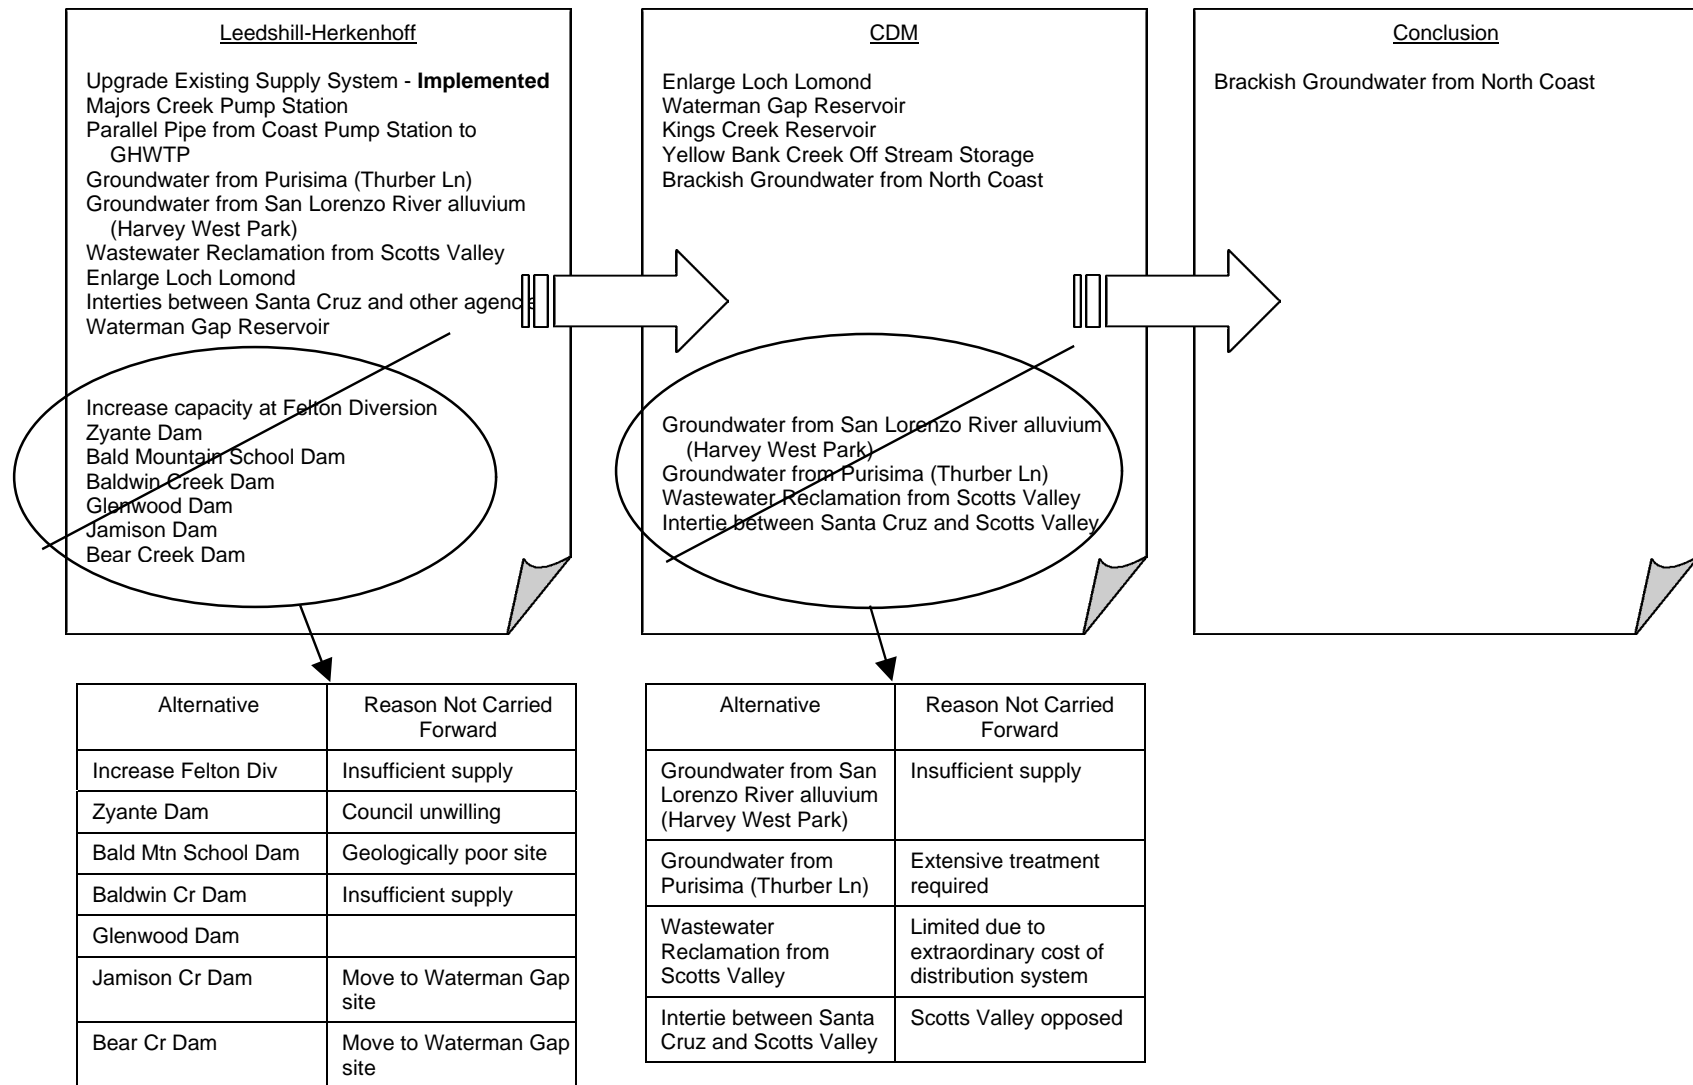 Leedshill-Herkenhoff
Upgrade Existing Supply System - Implemented
Majors Creek Pump Station
Parallel Pipe from Coast Pump Station to
GHWTP
Groundwater from Purisima (Thurber Ln)
Groundwater from San Lorenzo River alluvium
(Harvey West Park)
Wastewater Reclamation from Scotts Valley
Enlarge Loch Lomond
Interties between Santa Cruz and other agencie
Waterman Gap Reservoir
Increase capacity at Felton Diversion
Zyante Dam
Bald Mountain School Dam
Baldwin Creek Dam
Glenwood Dam
Jamison Dam
Bear Creek Dam
CDM
Enlarge Loch Lomond
Waterman Gap Reservoir
Kings Creek Reservoir
Yellow Bank Creek Off Stream Storage
Brackish Groundwater from North Coast
Groundwater from San Lorenzo River alluvium
(Harvey West Park)
Groundwater from Purisima (Thurber Ln)
Wastewater Reclamation from Scotts Valley
Intertie between Santa Cruz and Scotts Valley
Conclusion
Brackish Groundwater from North Coast
Alternative
Reason Not Carried
Forward
Increase Felton Div
Insufficient supply
Zyante Dam
Council unwilling
Bald Mtn School Dam
Geologically poor site
Baldwin Cr Dam
Insufficient supply
Glenwood Dam
Jamison Cr Dam
Move to Waterman Gap
site
Bear Cr Dam
Move to Waterman Gap
site
Alternative
Reason Not Carried
Forward
Groundwater from San
Lorenzo River alluvium
(Harvey West Park)
Insufficient supply
Groundwater from
Purisima (Thurber Ln)
Extensive treatment
required
Wastewater
Reclamation from
Scotts Valley
Limited due to
extraordinary cost of
distribution system
Intertie between Santa
Cruz and Scotts Valley
Scotts Valley opposed